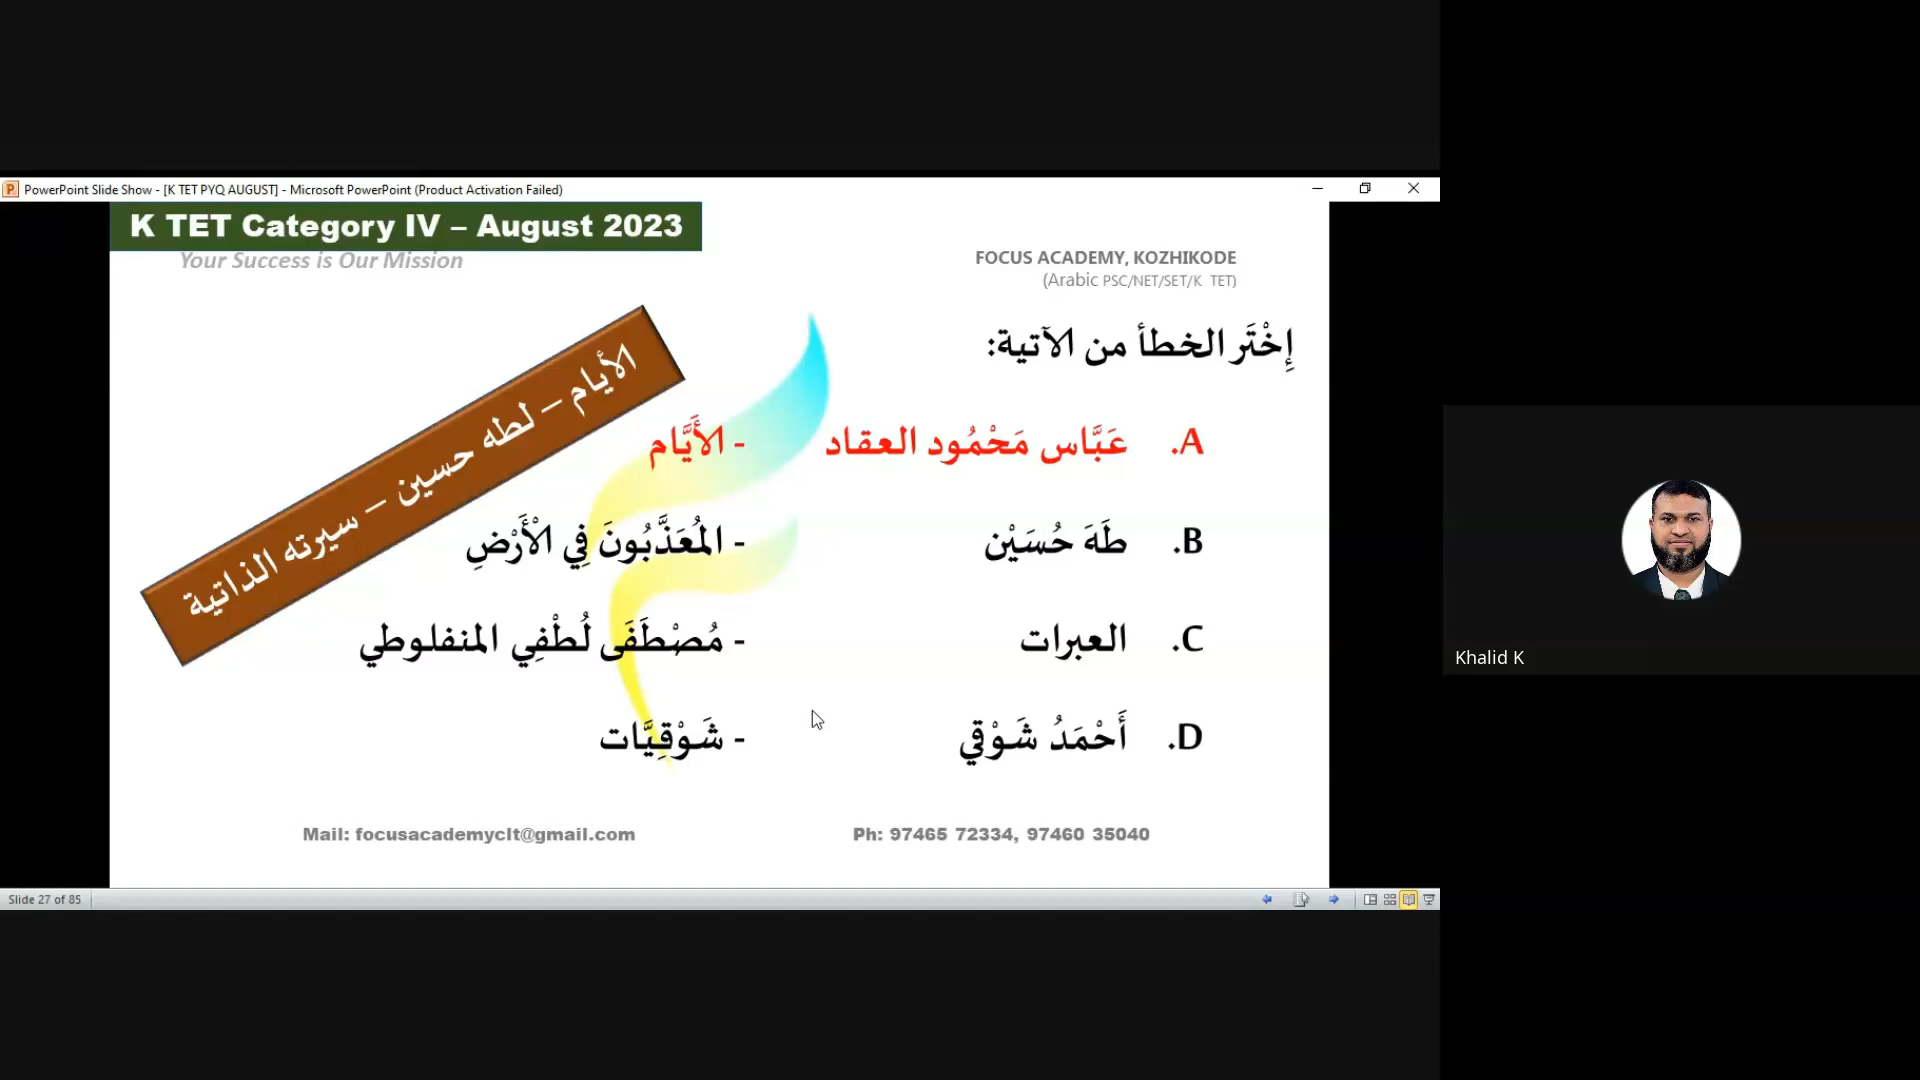 PowerPoint Slide Show - [K TET PYQ AUGUST] - Microsoft PowerPoint (Product Activation Failed)
K TET Category IV – August 2023
Your Success is Our Mission
FOCUS ACADEMY, KOZHIKODE
(Arabic PSC/NET/SET/K TET)
إِخْتَر الخطأ من الآتية:
الأيام – لطه حسين – سيرته الذاتية
A. عَبَّاس مَحْمُود العقاد - الأَيَّام
B. طَهَ حُسَيْن - المُعَذَّبُونَ فِي الْأَرْضِ
C. العبرات - مُصْطَفَى لُطْفِي المنفلوطي
D. أَحْمَدُ شَوْقِي - شَوْقِيَّات
Mail: focusacademyclt@gmail.com
Ph: 97465 72334, 97460 35040
Slide 27 of 85
Khalid K